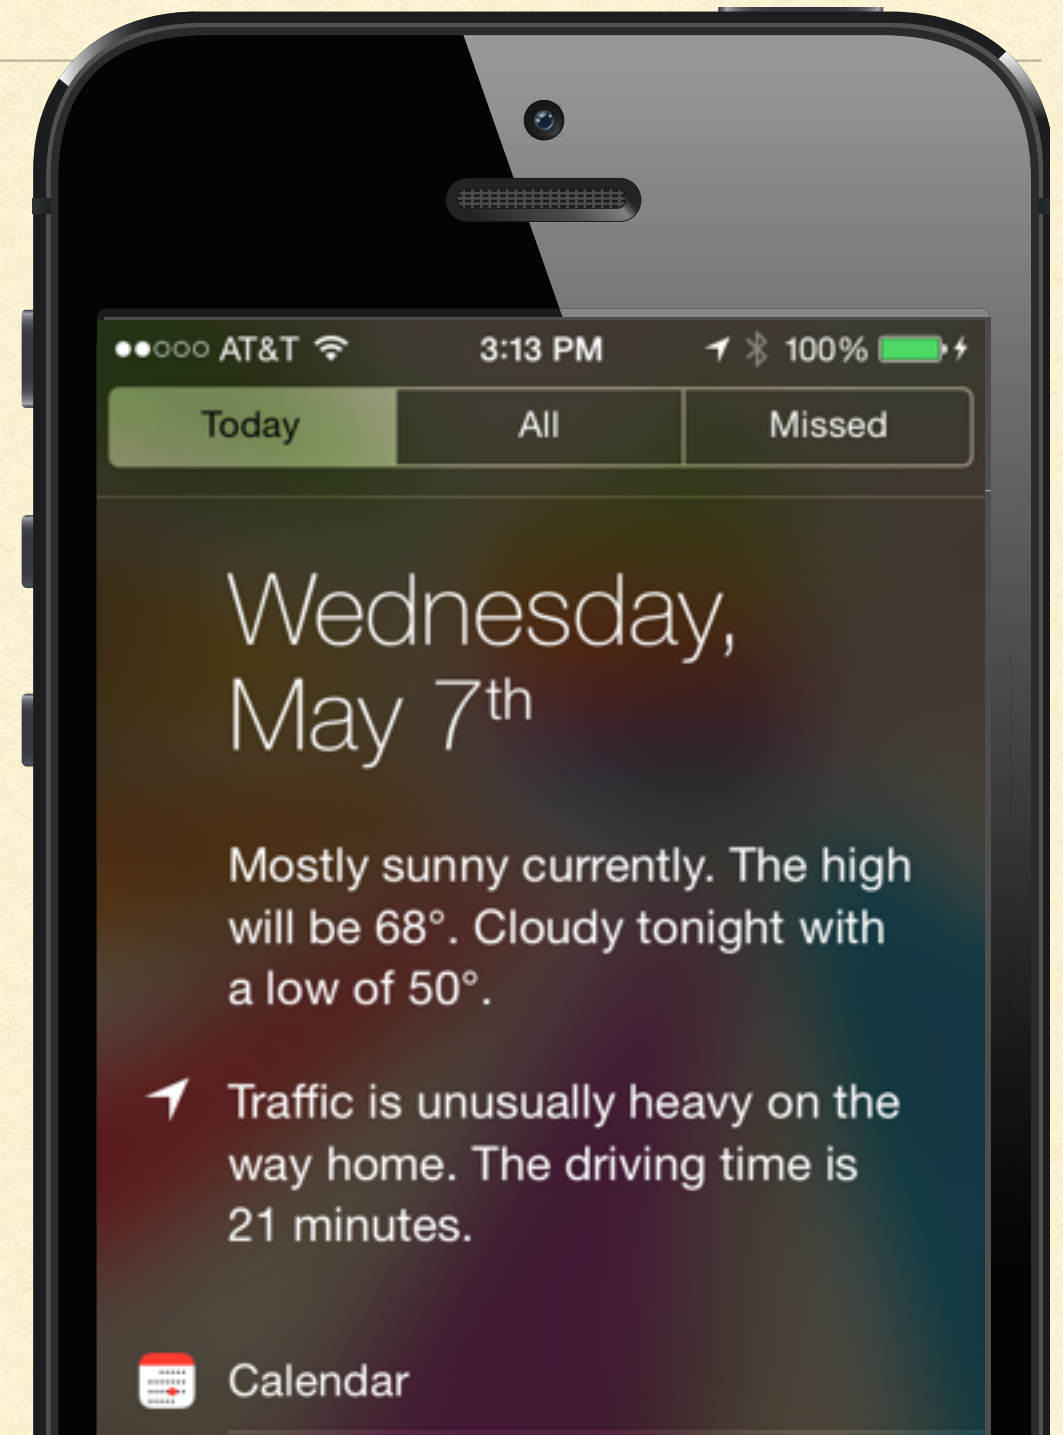 AT&T 3:13 PM 100%
Today All Missed
Wednesday,
May 7th
Mostly sunny currently. The high
will be 68°. Cloudy tonight with
a low of 50°.
Traffic is unusually heavy on the
way home. The driving time is
21 minutes.
Calendar